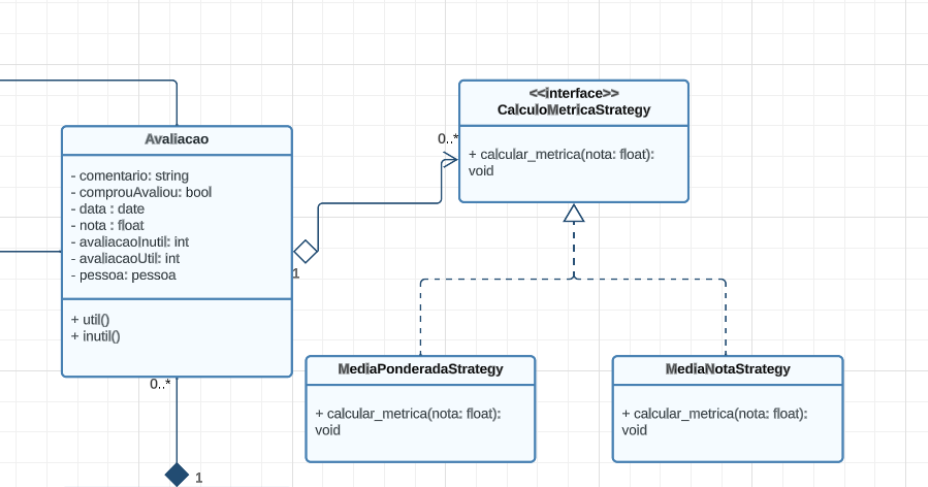 <<interface>>
CalculoMetricaStrategy
0..*
+ calcular_metrica(nota: float):
void
Avaliacao
- comentario: string
- comprouAvaliou: bool
- data : date
- nota : float
- avaliacaoInutil: int
- avaliacaoUtil: int
- pessoa: pessoa
1
+ util()
+ inutil()
0..*
1
MediaPonderadaStrategy
+ calcular_metrica(nota: float):
void
MediaNotaStrategy
+ calcular_metrica(nota: float):
void